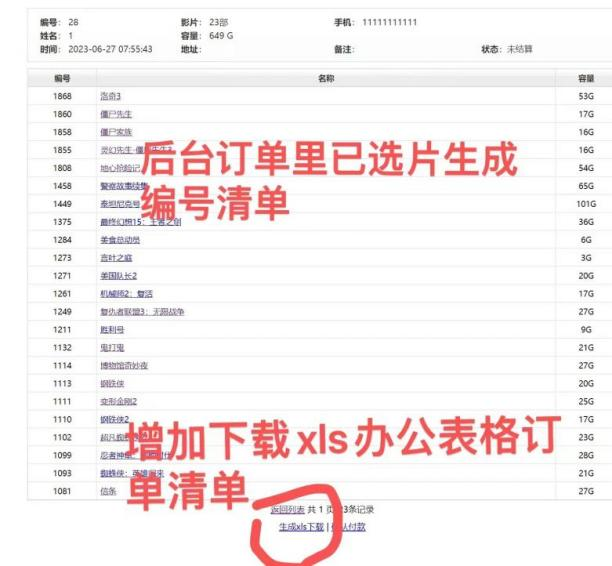 编号: 28 影片: 23部 手机: 11111111111
姓名: 1 容量: 649 G
时间: 2023-06-27 07:55:43 地址: 备注: 状态: 未结算
编号 名称 容量
1868 洛奇3 53G
1860 僵尸先生 17G
1858 僵尸家族 16G
1855 灵幻先生 16G
后台订单里已选片生成
1808 地心抢险记 54G
1458 警察故事续集 65G
编号清单
1449 泰坦尼克号 101G
1375 最终幻想15：王者之剑 36G
1284 美食总动员 6G
1273 言叶之庭 3G
1271 美国队长2 20G
1261 机械师2：复活 17G
1249 复仇者联盟3：无限战争 27G
1211 胜利号 9G
1132 鬼打鬼 21G
1114 博物馆奇妙夜 27G
1113 钢铁侠 20G
1111 变形金刚2 25G
1110 钢铁侠2 17G
1102 超凡蜘 23G
增加下载xls办公表格订
1099 忍者神龟 28G
1093 蜘蛛侠：英雄 来 21G
单清单
1081 信条 27G
返回列表 共 1 页 23条记录
生成xls下载 | 认付款